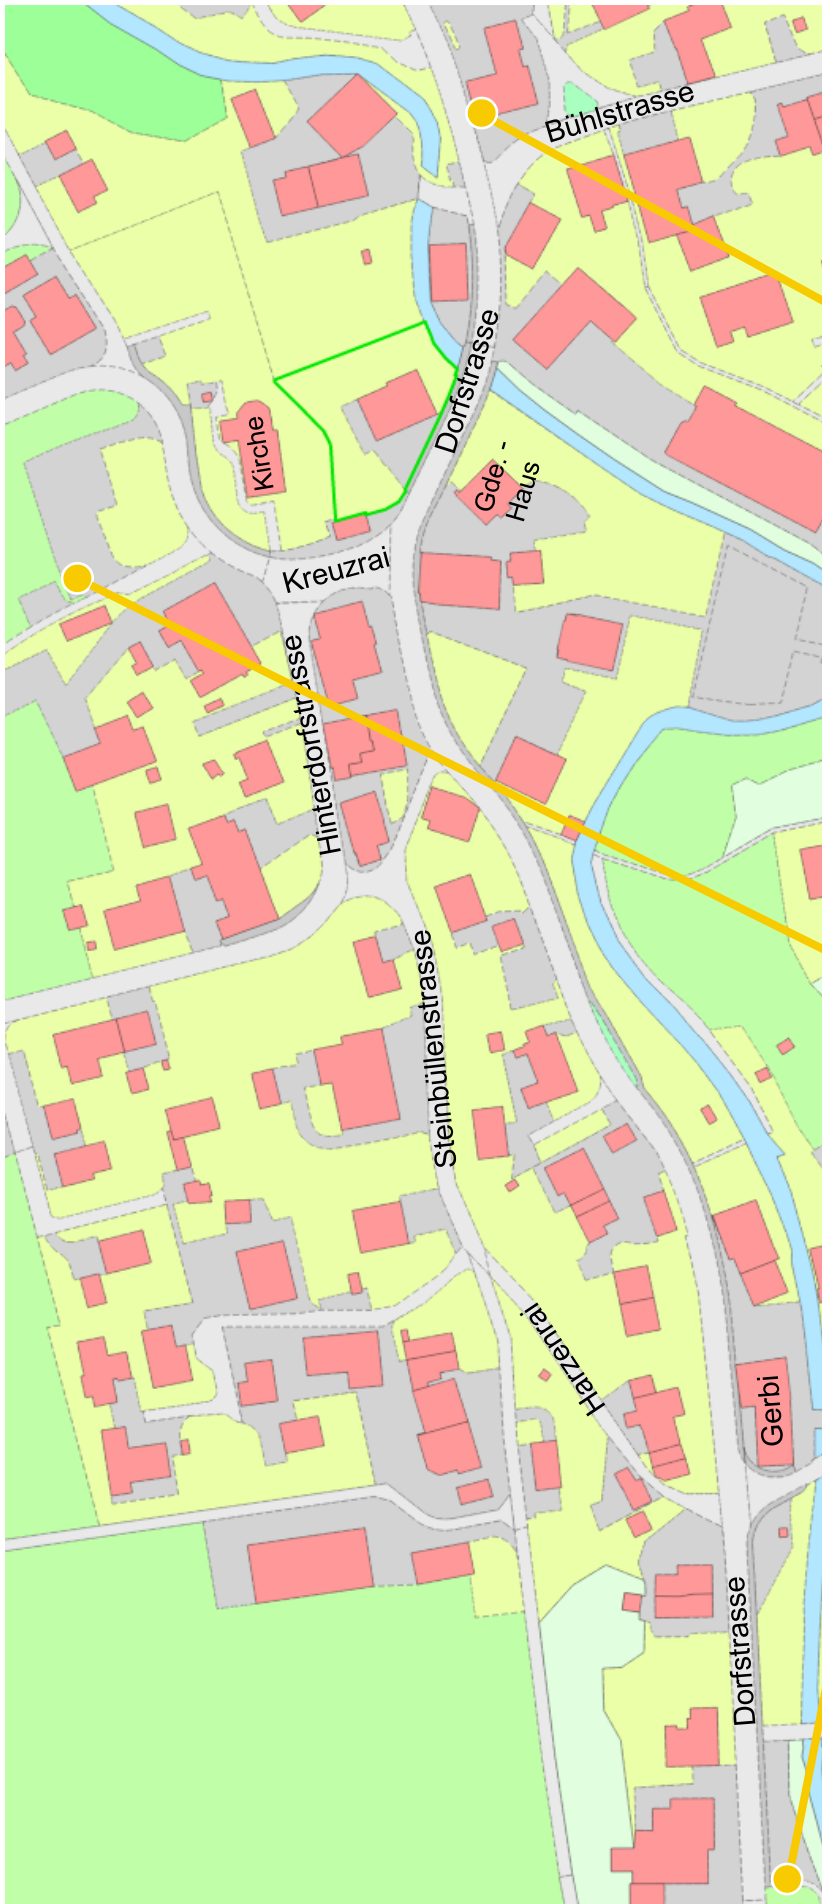 Bühlstrasse
Dorfstrasse
Kirche
Gde. -
Haus
Kreuzrai
Hinterdorfstrasse
Steinbüllenstrasse
Harzenrai
Gerbi
Dorfstrasse